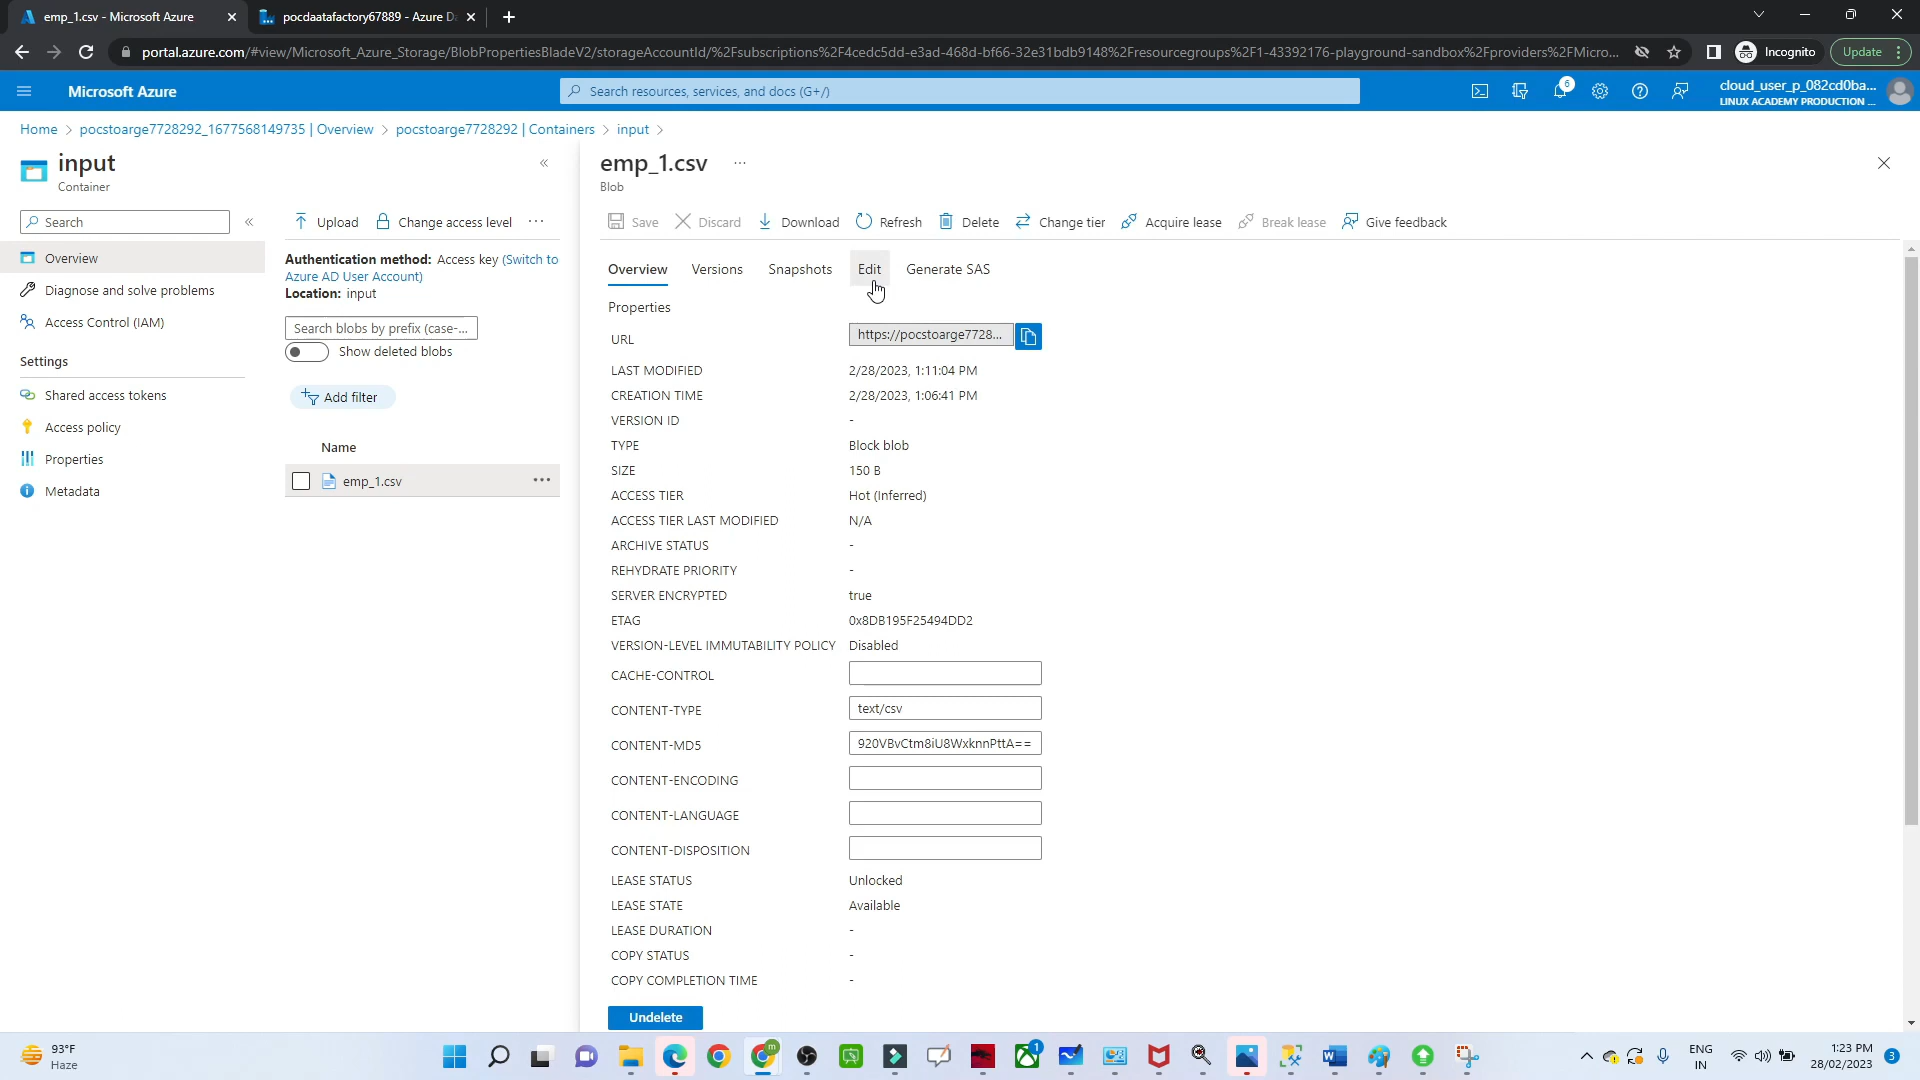 emp_1.csv - Microsoft Azure
pocdaatafactory67889 - Azure Da
portal.azure.com/#view/Microsoft_Azure_Storage/BlobPropertiesBladeV2/storageAccountId/%2Fsubscriptions%2F4cedc5dd-e3ad-468d-bf66-32e31bdb9148%2Fresourcegroups%2F1-43392176-playground-sandbox%2Fproviders%2FMicro...
Incognito
Update
Microsoft Azure
Search resources, services, and docs (G+/)
6
cloud_user_p_082cd0ba...
LINUX ACADEMY PRODUCTION ...
Home > pocstoarge7728292_1677568149735 | Overview > pocstoarge7728292 | Containers > input >
input
Container
Search
Overview
Diagnose and solve problems
Access Control (IAM)
Settings
Shared access tokens
Access policy
Properties
Metadata
Upload
Change access level
...
Authentication method: Access key (Switch to
Azure AD User Account)
Location: input
Search blobs by prefix (case-...
Show deleted blobs
Add filter
Name
emp_1.csv
...
emp_1.csv
...
Blob
Save
Discard
Download
Refresh
Delete
Change tier
Acquire lease
Break lease
Give feedback
Overview
Versions
Snapshots
Edit
Generate SAS
Properties
URL https://pocstoarge7728...
LAST MODIFIED 2/28/2023, 1:11:04 PM
CREATION TIME 2/28/2023, 1:06:41 PM
VERSION ID -
TYPE Block blob
SIZE 150 B
ACCESS TIER Hot (Inferred)
ACCESS TIER LAST MODIFIED N/A
ARCHIVE STATUS -
REHYDRATE PRIORITY -
SERVER ENCRYPTED true
ETAG 0x8DB195F25494DD2
VERSION-LEVEL IMMUTABILITY POLICY Disabled
CACHE-CONTROL
CONTENT-TYPE text/csv
CONTENT-MD5 920VBvCtm8iU8WxknnPttA==
CONTENT-ENCODING
CONTENT-LANGUAGE
CONTENT-DISPOSITION
LEASE STATUS Unlocked
LEASE STATE Available
LEASE DURATION -
COPY STATUS -
COPY COMPLETION TIME -
Undelete
93°F
Haze
m
1
ENG
IN
1:23 PM
28/02/2023
3